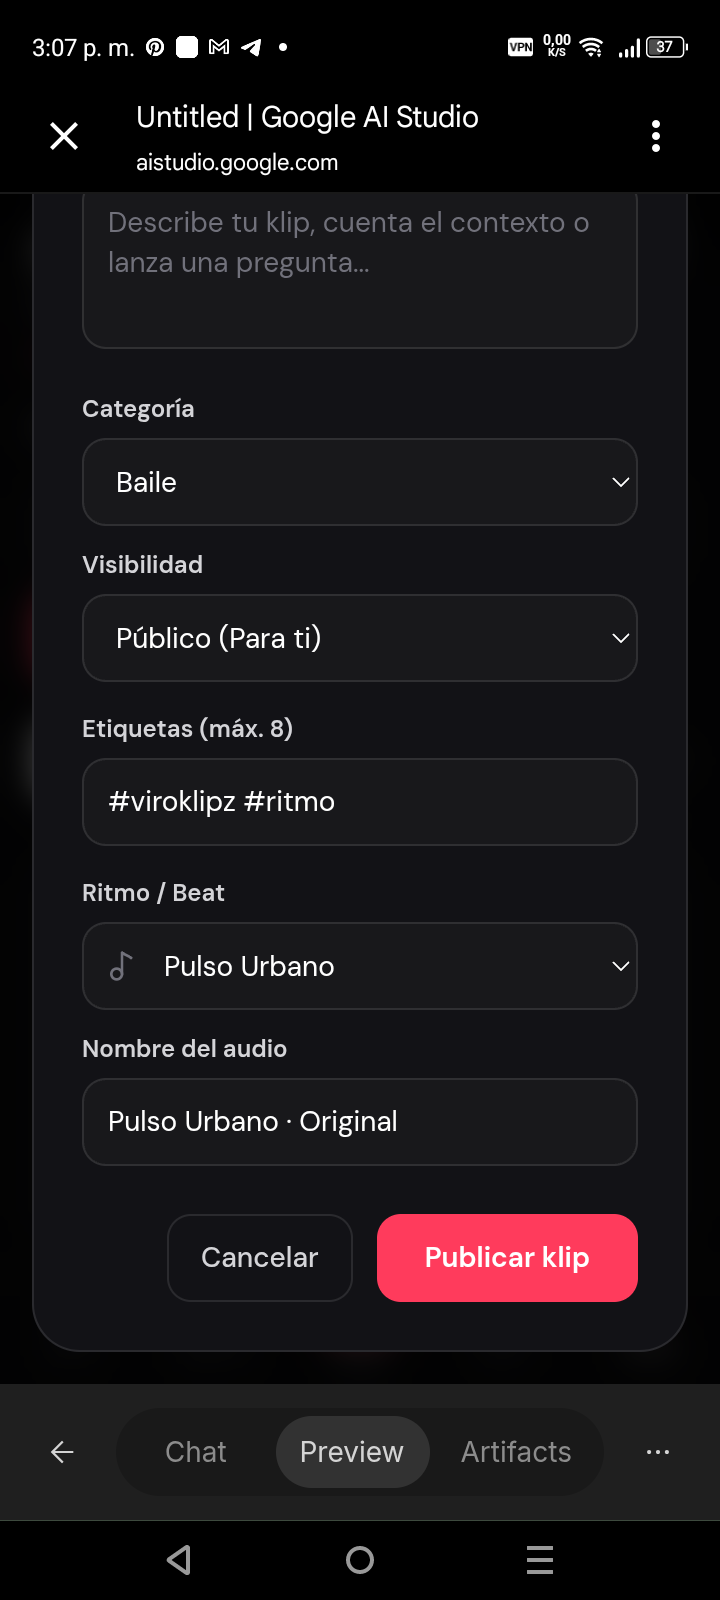 3:07 p. m.
VPN
0,00
K/S
37
Untitled | Google AI Studio
aistudio.google.com
Describe tu klip, cuenta el contexto o
lanza una pregunta...
Categoría
Baile
Visibilidad
Público (Para ti)
Etiquetas (máx. 8)
#viroklipz #ritmo
Ritmo / Beat
Pulso Urbano
Nombre del audio
Pulso Urbano · Original
Cancelar
Publicar klip
Chat
Preview
Artifacts